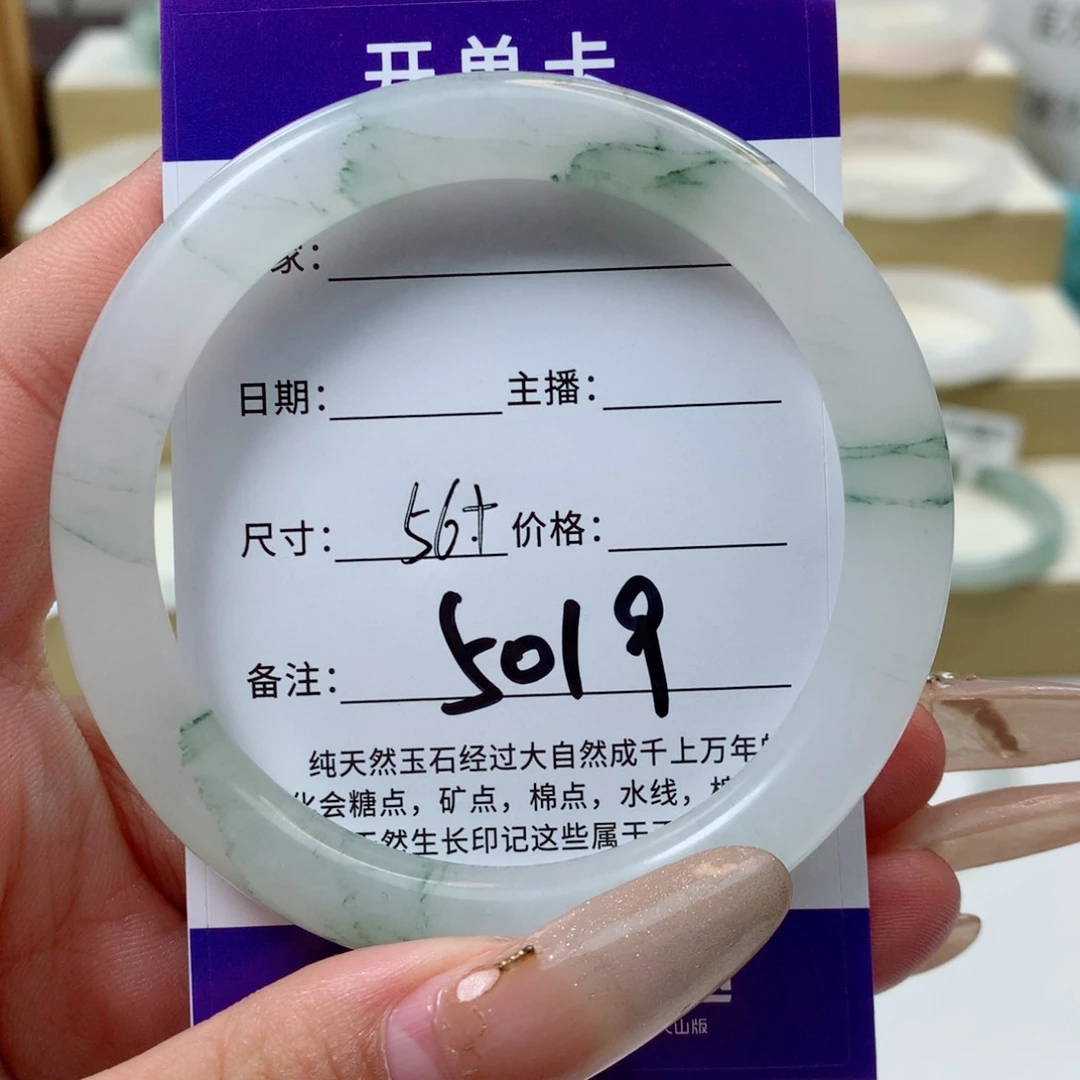 开单卡
家：
日期： 主播：
尺寸： 56+ 价格：
备注： 5019
纯天然玉石经过大自然成千上万年
化会糖点，矿点，棉点，水线，
天然生长印记这些属于
山版